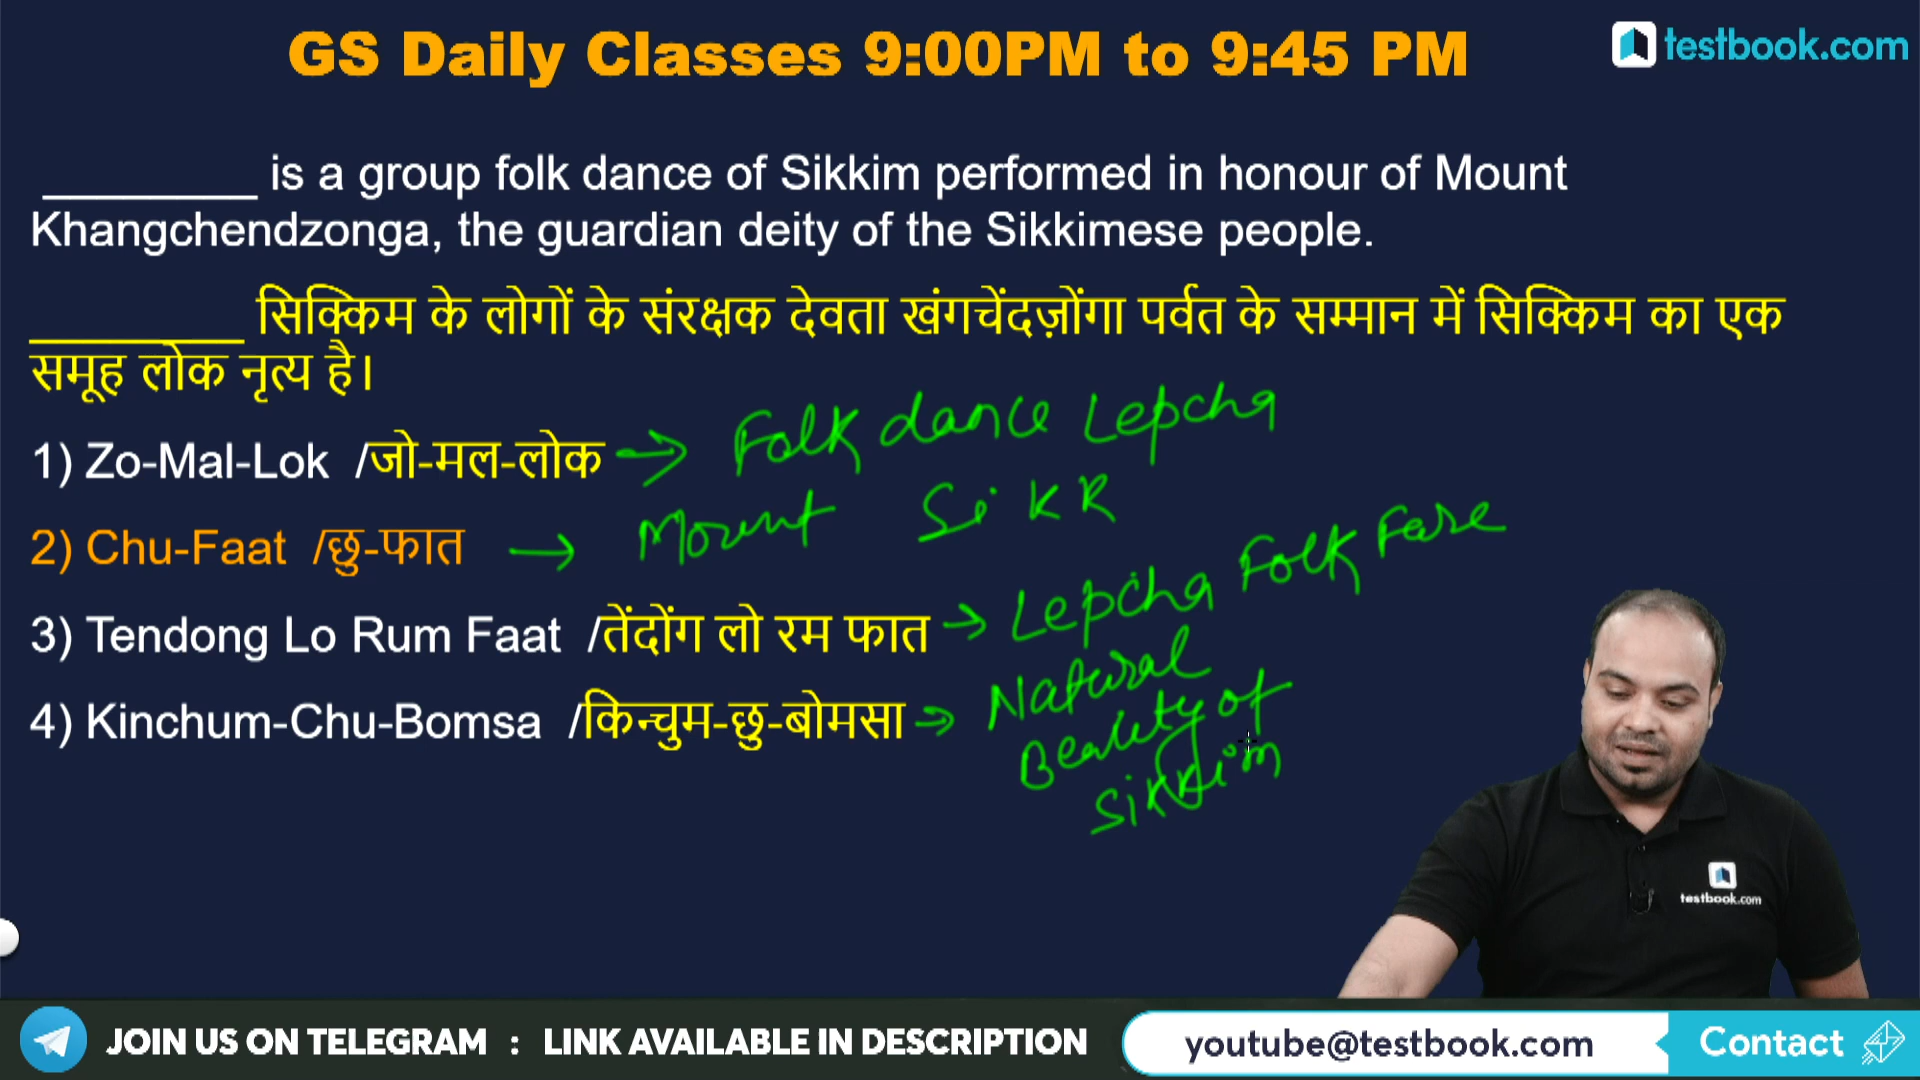 GS Daily Classes 9:00PM to 9:45 PM
testbook.com
________ is a group folk dance of Sikkim performed in honour of Mount
Khangchendzonga, the guardian deity of the Sikkimese people.
________ सिक्किम के लोगों के संरक्षक देवता खंगचेंदज़ोंगा पर्वत के सम्मान में सिक्किम का एक
समूह लोक नृत्य है।
1) Zo-Mal-Lok /जो-मल-लोक → Folk dance Lepcha
2) Chu-Faat /छु-फात → Mount Si K R
3) Tendong Lo Rum Faat /तेंदोंग लो रम फात → Lepcha Folk Fare
4) Kinchum-Chu-Bomsa /किन्चुम-छु-बोमसा → Natural
Beauty of
Sikkim
testbook.com
JOIN US ON TELEGRAM : LINK AVAILABLE IN DESCRIPTION
youtube@testbook.com
Contact